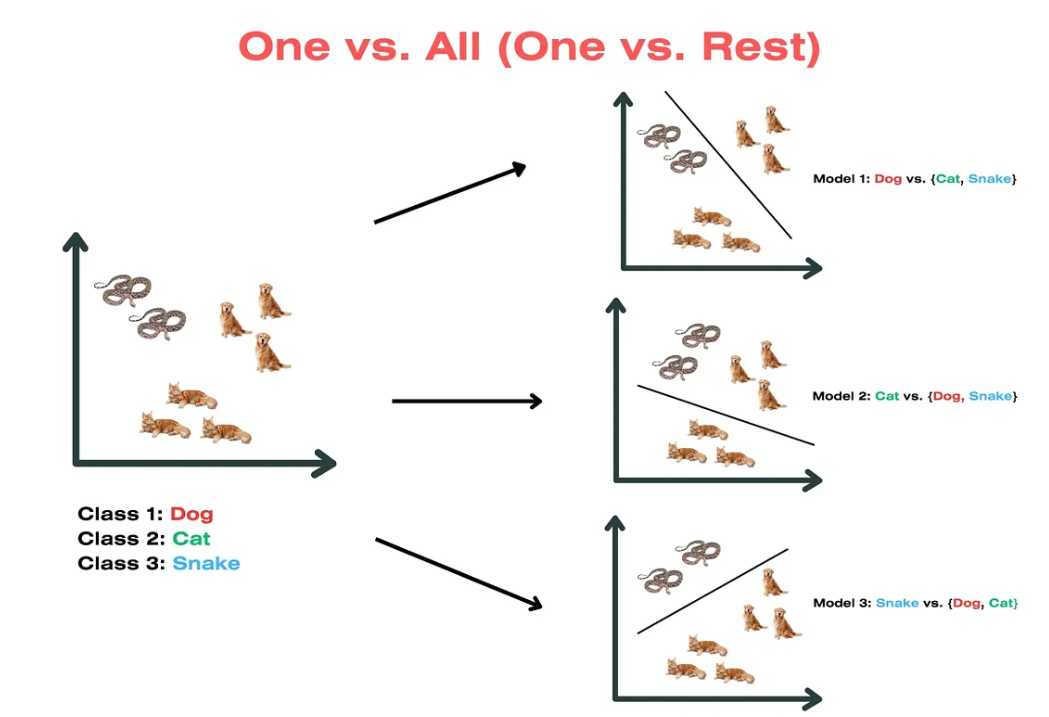 One vs. All (One vs. Rest)
Model 1: Dog vs. {Cat, Snake}
Model 2: Cat vs. {Dog, Snake}
Class 1: Dog
Class 2: Cat
Class 3: Snake
Model 3: Snake vs. {Dog, Cat}